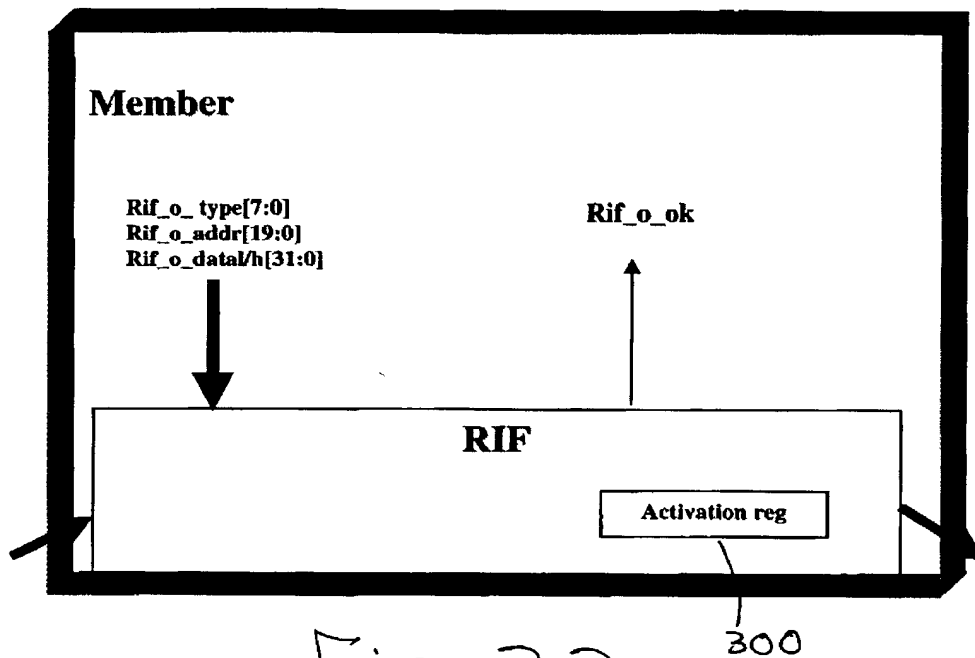 Member
Rif_o_ type[7:0]
Rif_o_addr[19:0]
Rif_o_datal/h[31:0]
Rif_o_ok
RIF
Activation reg
300